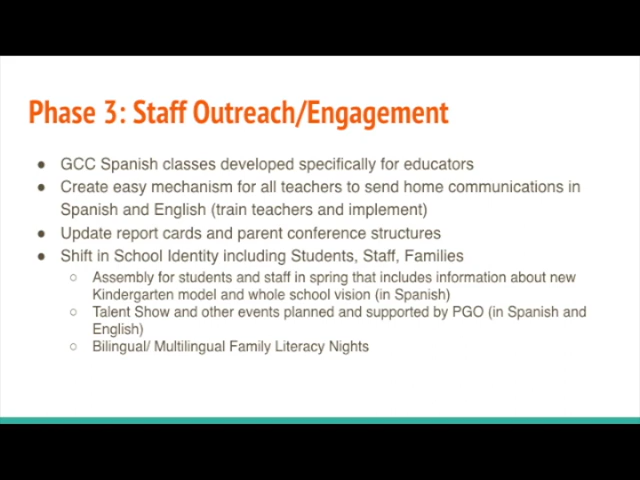 Phase 3: Staff Outreach/Engagement
● GCC Spanish classes developed specifically for educators
● Create easy mechanism for all teachers to send home communications in
Spanish and English (train teachers and implement)
● Update report cards and parent conference structures
● Shift in School Identity including Students, Staff, Families
○ Assembly for students and staff in spring that includes information about new
Kindergarten model and whole school vision (in Spanish)
○ Talent Show and other events planned and supported by PGO (in Spanish and
English)
○ Bilingual/ Multilingual Family Literacy Nights